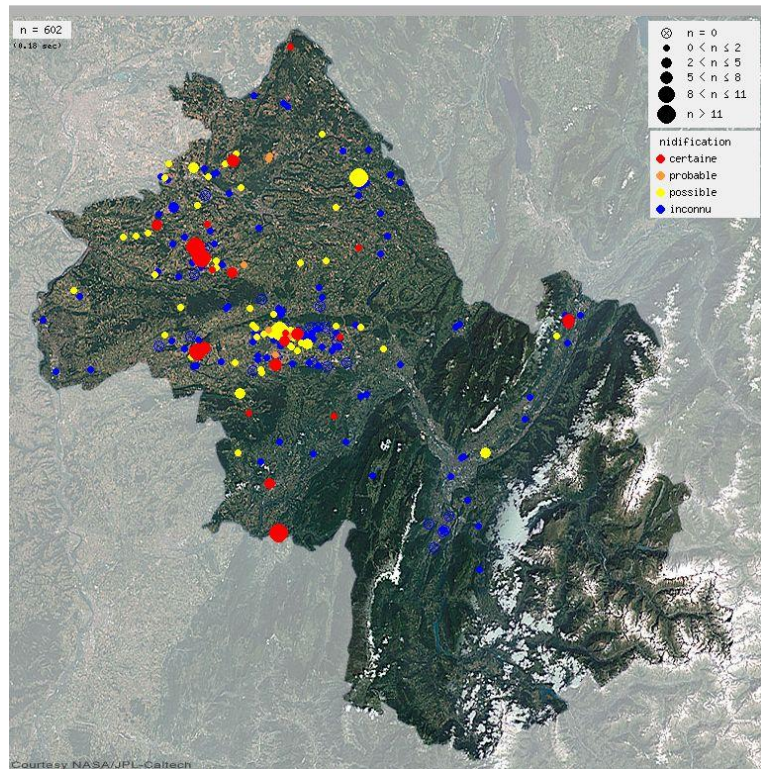 n = 602
(0.18 sec)
n = 0
0 < n ≤ 2
2 < n ≤ 5
5 < n ≤ 8
8 < n ≤ 11
n > 11
nidification
certaine
probable
possible
inconnu
Courtesy NASA/JPL-Caltech